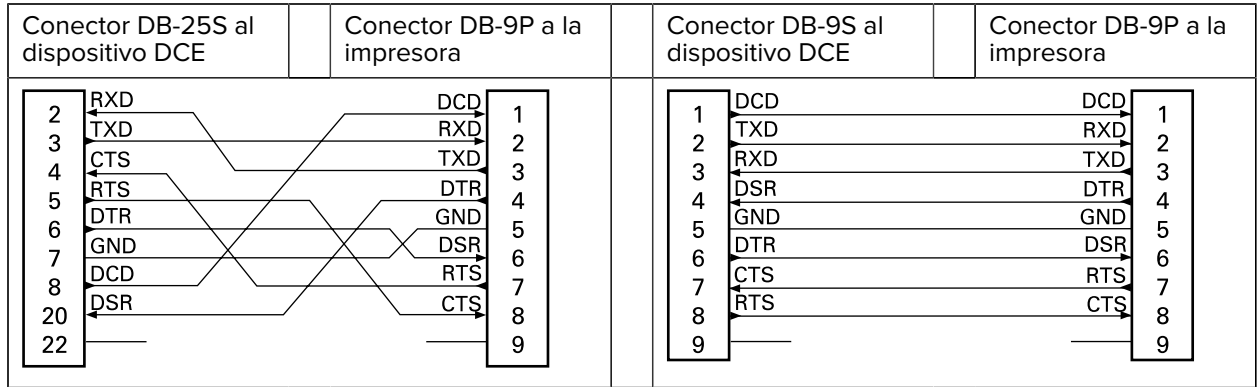 Conector DB-25S al
dispositivo DCE
Conector DB-9P a la
impresora
Conector DB-9S al
dispositivo DCE
Conector DB-9P a la
impresora
2 RXD DCD 1
3 TXD RXD 2
4 CTS TXD 3
5 RTS DTR 4
6 DTR GND 5
7 GND DSR 6
8 DCD RTS 7
20 DSR CTS 8
22 9
1 DCD DCD 1
2 TXD RXD 2
3 RXD TXD 3
4 DSR DTR 4
5 GND GND 5
6 DTR DSR 6
7 CTS RTS 7
8 RTS CTS 8
9 9